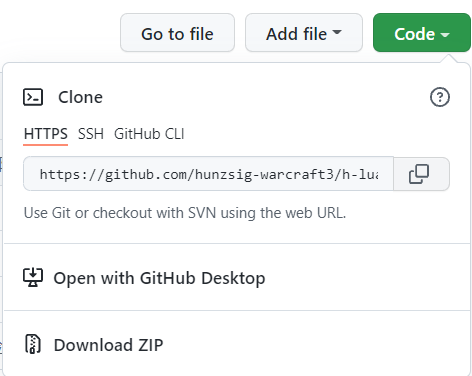 Go to file Add file Code
Clone
HTTPS SSH GitHub CLI
https://github.com/hunzsig-warcraft3/h-lua
Use Git or checkout with SVN using the web URL.
Open with GitHub Desktop
Download ZIP